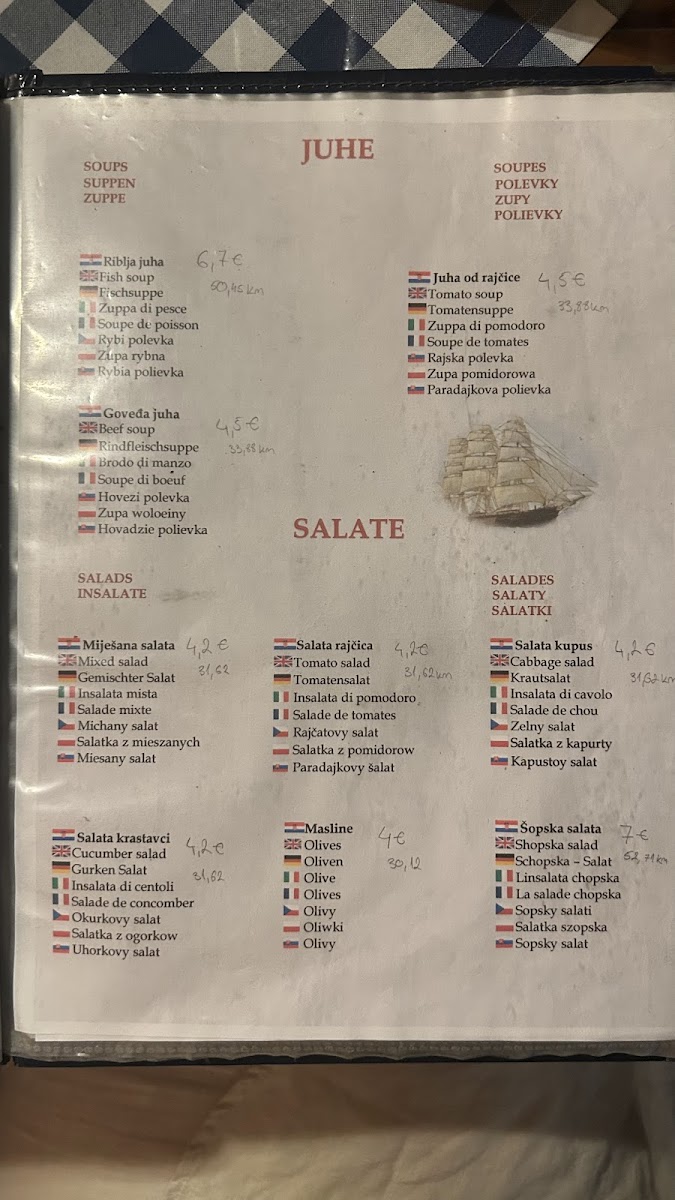 JUHE
SOUPS
SUPPEN
ZUPPE
SOUPES
POLEVKY
ZUPY
POLIEVKY
Riblja juha 6,7€
Fish soup
Fischsuppe 50,46 km
Zuppa di pesce
Soupe de poisson
Rybi polevka
Zupa rybna
Rybia polievka
Juha od rajčice 4,5€
Tomato soup
Tomatensuppe 33,88 km
Zuppa di pomodoro
Soupe de tomates
Rajska polevka
Zupa pomidorowa
Paradajkova polievka
Goveđa juha
Beef soup 4,5€
Rindfleischsuppe 33,88 km
Brodo di manzo
Soupe di boeuf
Hovezi polevka
Zupa woloeiny
Hovadzie polievka
SALATE
SALADS
INSALATE
SALADES
SALATY
SALATKI
Miješana salata 4,2€
Mixed salad
Gemischter Salat 31,62
Insalata mista
Salade mixte
Michany salat
Salatka z mieszanych
Miesany salat
Salata rajčica 4,2€
Tomato salad
Tomatensalat 31,62 km
Insalata di pomodoro
Salade de tomates
Rajčatovy salat
Salatka z pomidorow
Paradajkovy šalat
Salata kupus 4,2€
Cabbage salad
Krautsalat km
Insalata di cavolo
Salade de chou
Zelny salat
Salatka z kapurty
Kapustoy salat
Salata krastavci
Cucumber salad 4,2€
Gurken Salat 31,62
Insalata di centoli
Salade de concomber
Okurkovy salat
Salatka z ogorkow
Uhorkovy salat
Masline
Olives 4€
Oliven 30,12
Olive
Olives
Olivy
Oliwki
Olivy
Šopska salata 7€
Shopska salad
Schopska – Salat km
Linsalata chopska
La salade chopska
Sopsky salati
Salatka szopska
Sopsky salat